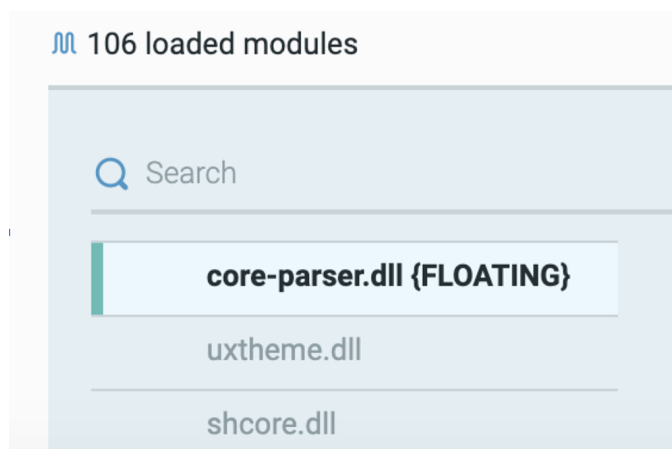 106 loaded modules
Search
core-parser.dll {FLOATING}
uxtheme.dll
shcore.dll